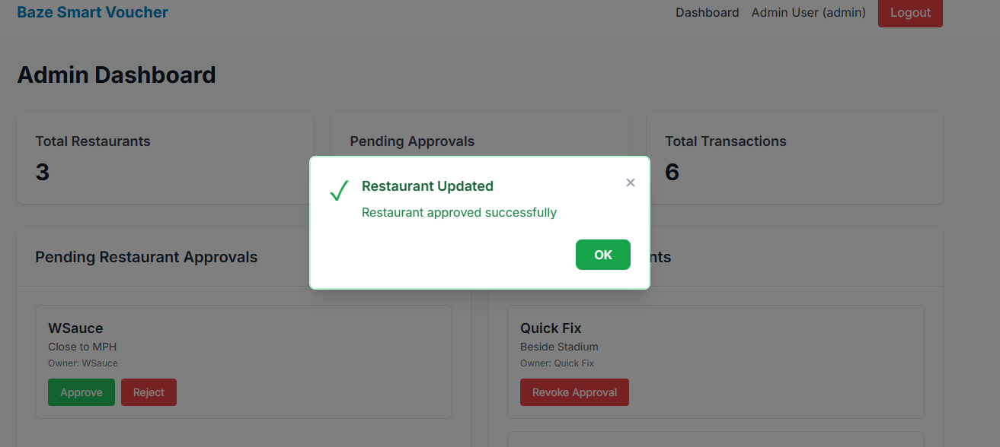 Baze Smart Voucher
Dashboard Admin User (admin) Logout
Admin Dashboard
Total Restaurants
3
Pending Approvals
Total Transactions
6
Restaurant Updated
×
Restaurant approved successfully
OK
Pending Restaurant Approvals
nts
WSauce
Close to MPH
Owner: WSauce
Approve Reject
Quick Fix
Beside Stadium
Owner: Quick Fix
Revoke Approval